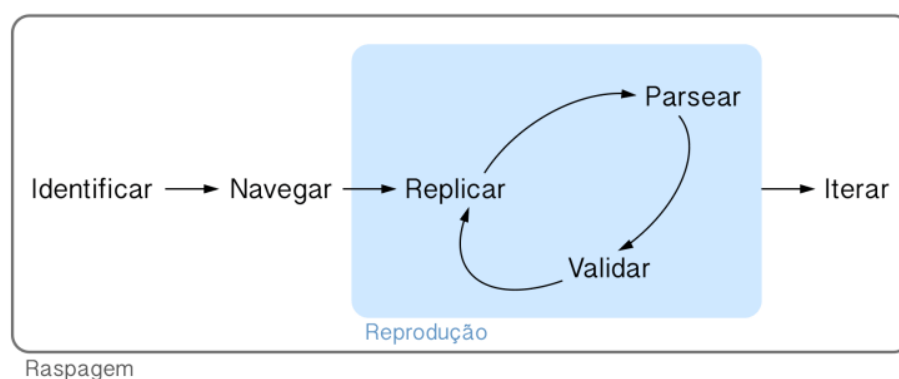 Parsear
Identificar
Navegar
Replicar
Iterar
Validar
Reprodução
Raspagem